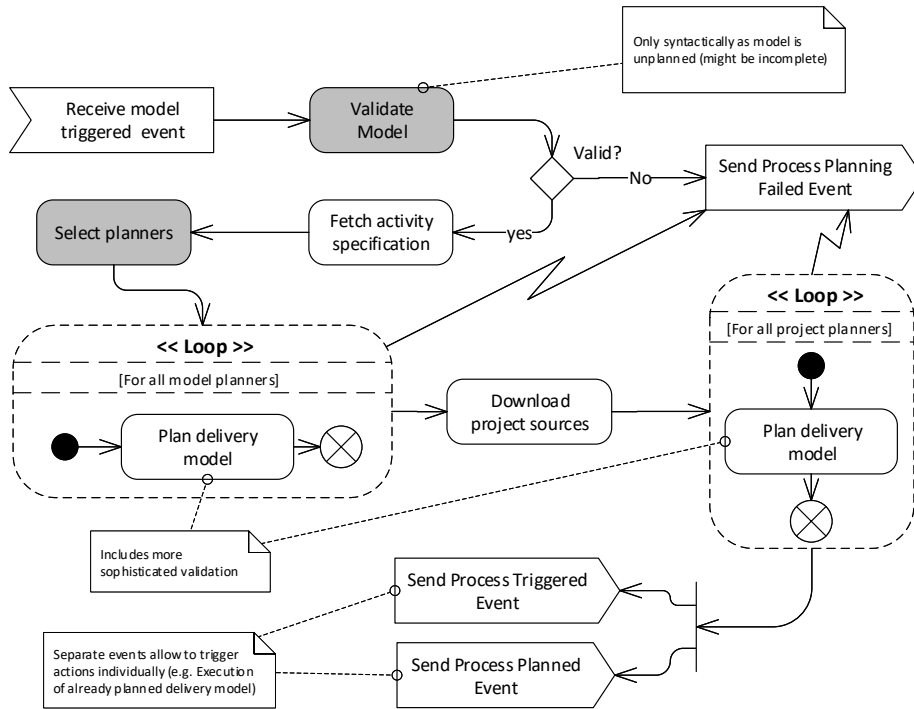 Only syntactically as model is
unplanned (might be incomplete)
Receive model
triggered event
Validate
Model
Valid?
No
Send Process Planning
Failed Event
Select planners
Fetch activity
specification
yes
<< Loop >>
[For all model planners]
Plan delivery
model
Download
project sources
<< Loop >>
[For all project planners]
Plan delivery
model
Includes more
sophisticated validation
Send Process Triggered
Event
Separate events allow to trigger
actions individually (e.g. Execution
of already planned delivery model)
Send Process Planned
Event